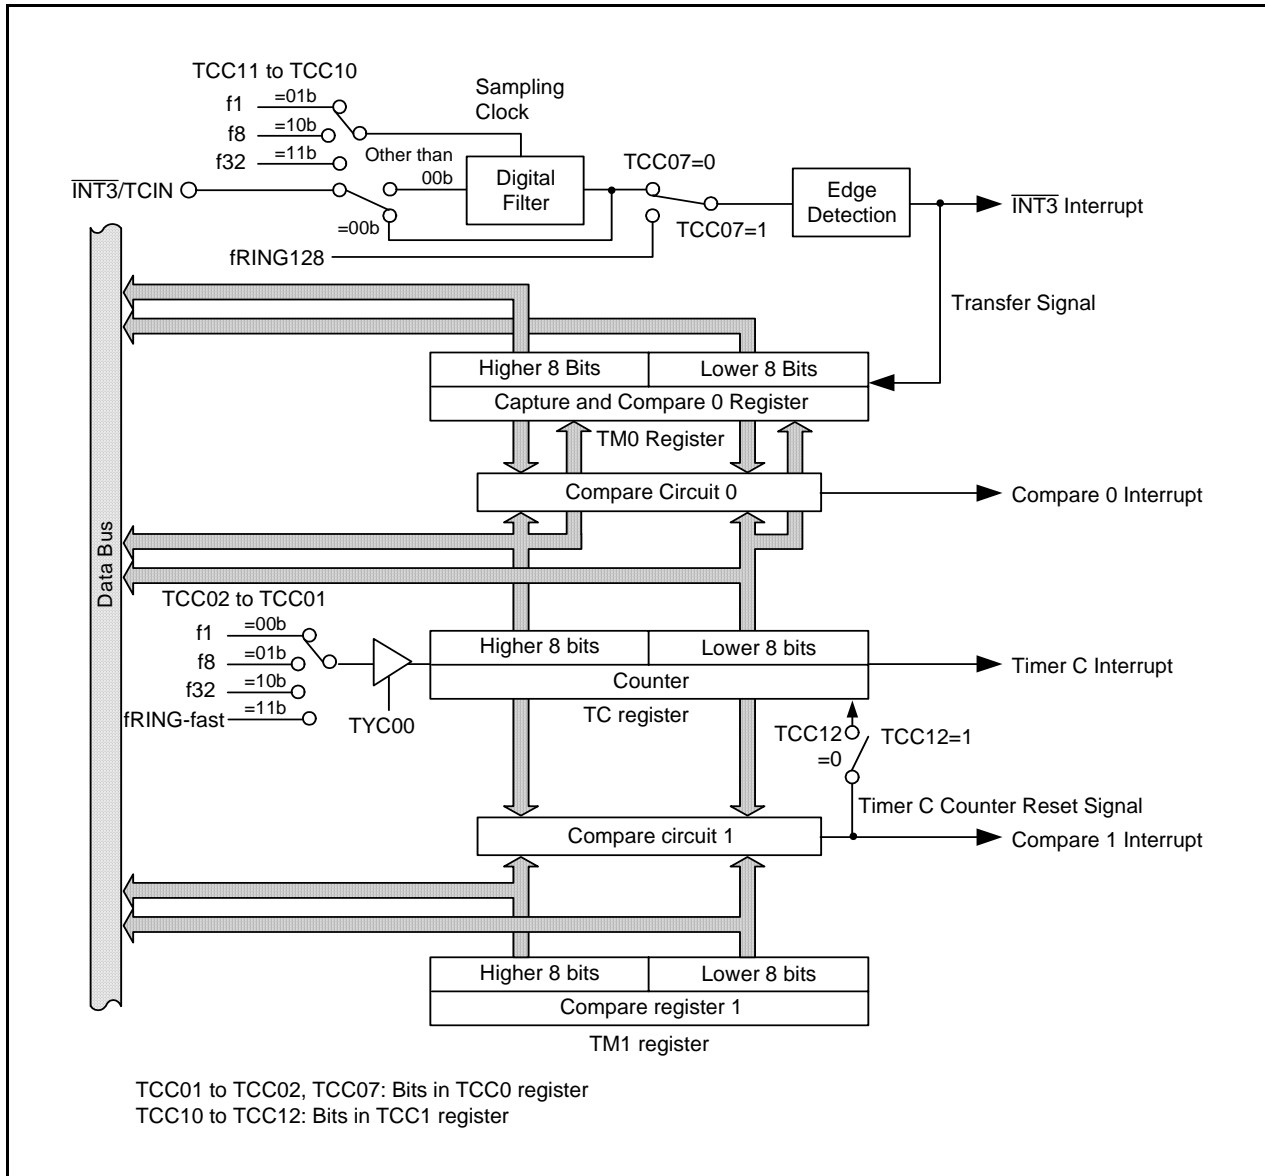 TCC11 to TCC10
Sampling
Clock
f1 =01b
f8 =10b
f32 =11b
Other than
00b
Digital
Filter
TCC07=0
Edge
Detection
INT3/TCIN
=00b
TCC07=1
INT3 Interrupt
fRING128
Transfer Signal
Higher 8 Bits Lower 8 Bits
Capture and Compare 0 Register
TM0 Register
Compare Circuit 0
Compare 0 Interrupt
Data Bus
TCC02 to TCC01
f1 =00b
f8 =01b
f32 =10b
fRING-fast =11b
TYC00
Higher 8 bits Lower 8 bits
Counter
TC register
Timer C Interrupt
TCC12
=0
TCC12=1
Timer C Counter Reset Signal
Compare circuit 1
Compare 1 Interrupt
Higher 8 bits Lower 8 bits
Compare register 1
TM1 register
TCC01 to TCC02, TCC07: Bits in TCC0 register
TCC10 to TCC12: Bits in TCC1 register